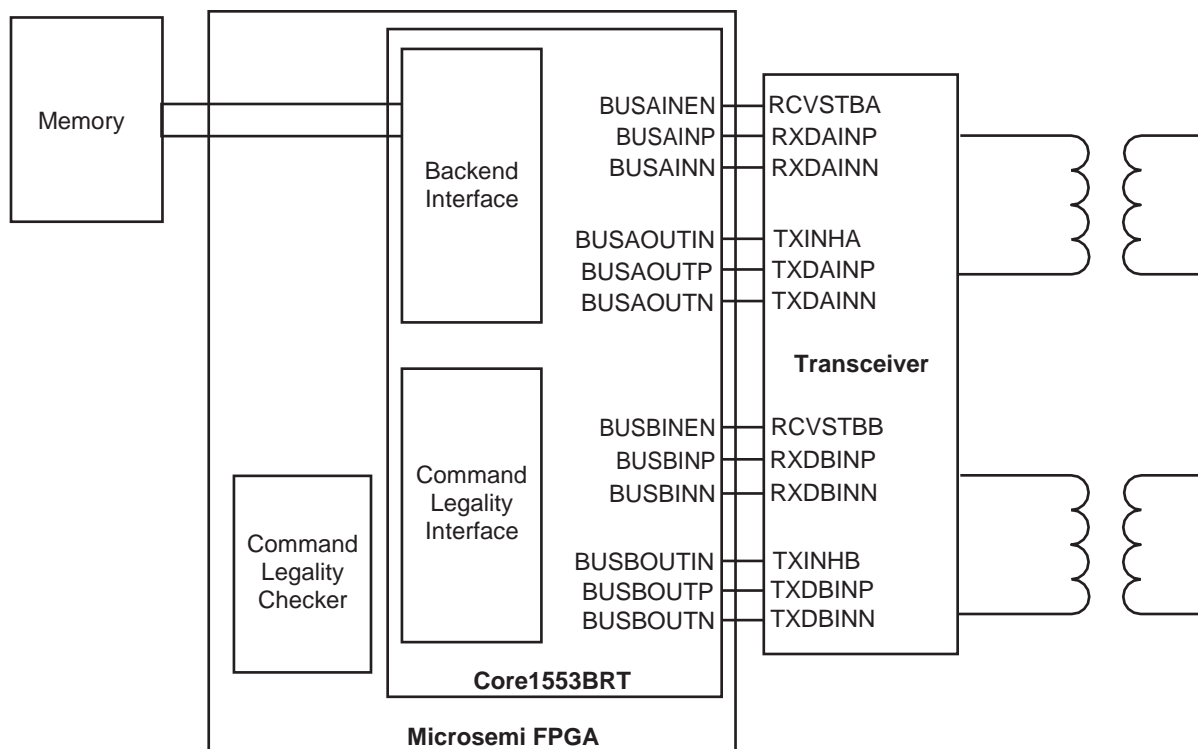 Memory
Backend
Interface
BUSAINEN
RCVSTBA
BUSAINP
RXDAINP
BUSAINN
RXDAINN
BUSAOUTIN
TXINHA
BUSAOUTP
TXDAINP
BUSAOUTN
TXDAINN
Transceiver
Command
Legality
Interface
BUSBINEN
RCVSTBB
BUSBINP
RXDBINP
BUSBINN
RXDBINN
Command
Legality
Checker
BUSBOUTIN
TXINHB
BUSBOUTP
TXDBINP
BUSBOUTN
TXDBINN
Core1553BRT
Microsemi FPGA